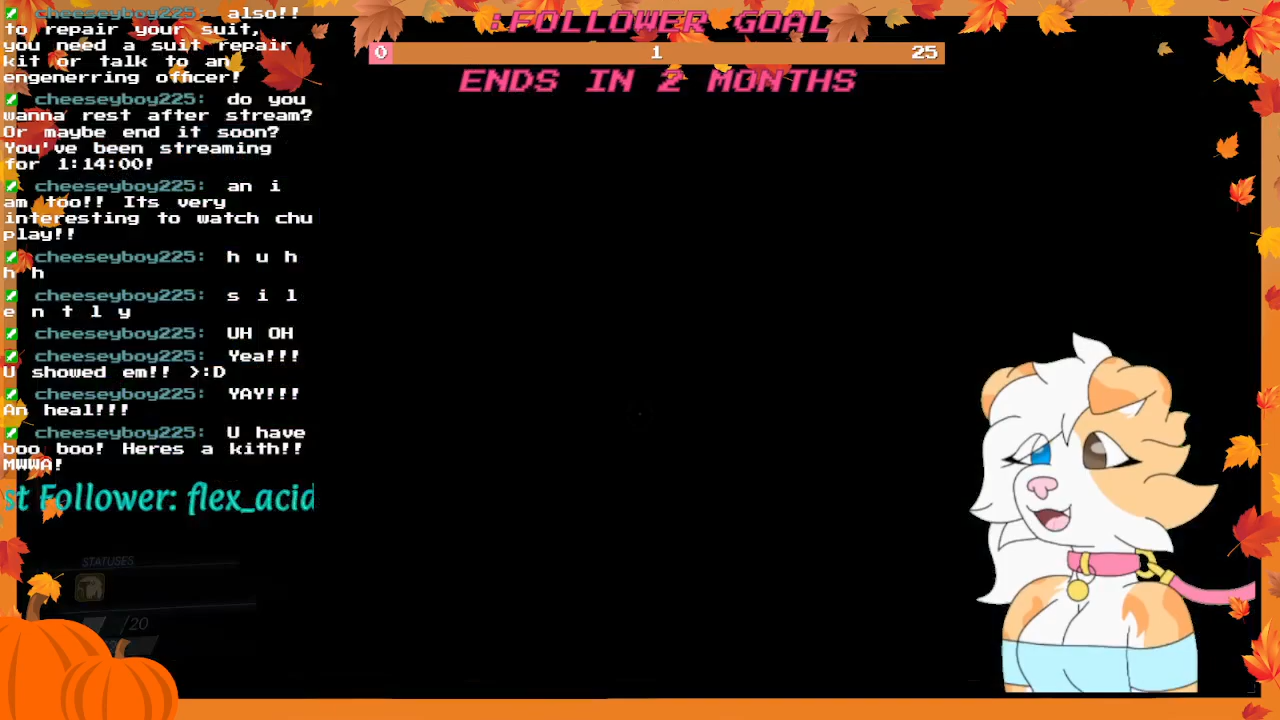 cheeseyboy225: also!!
to repair your suit,
you need a suit repair
kit or talk to an
engenerring officer!
cheeseyboy225: do you
wanna rest after stream?
Or maybe end it soon?
You've been streaming
for 1:14:00!
cheeseyboy225: an i
am too!! Its very
interesting to watch chu
play!!
cheeseyboy225: h u h
h h
cheeseyboy225: s i l
e n t l y
cheeseyboy225: UH OH
cheeseyboy225: Yea!!!
U showed em!! >:D
cheeseyboy225: YAY!!!
An heal!!!
cheeseyboy225: U have
boo boo! Heres a kith!!
MWWA!
st Follower: flex_acid
STATUSES
/20
:FOLLOWER GOAL
0 1 25
ENDS IN 2 MONTHS